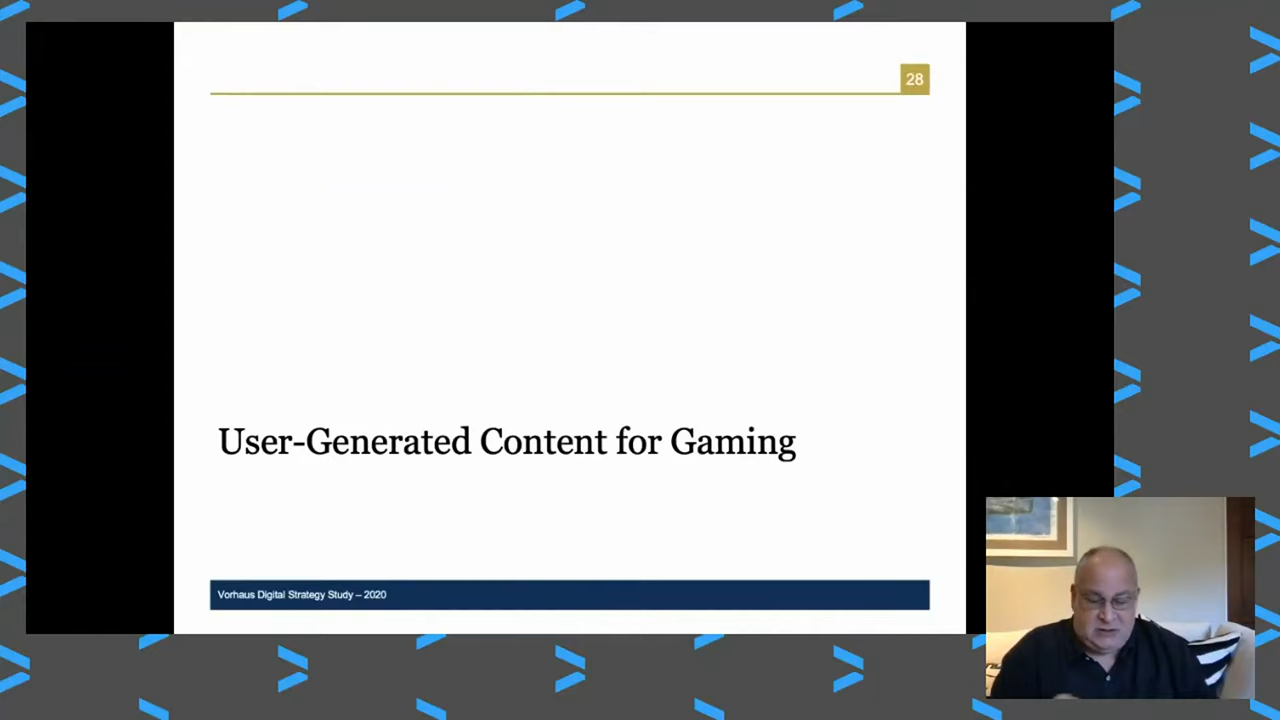 28
User-Generated Content for Gaming
Vorhaus Digital Strategy Study – 2020